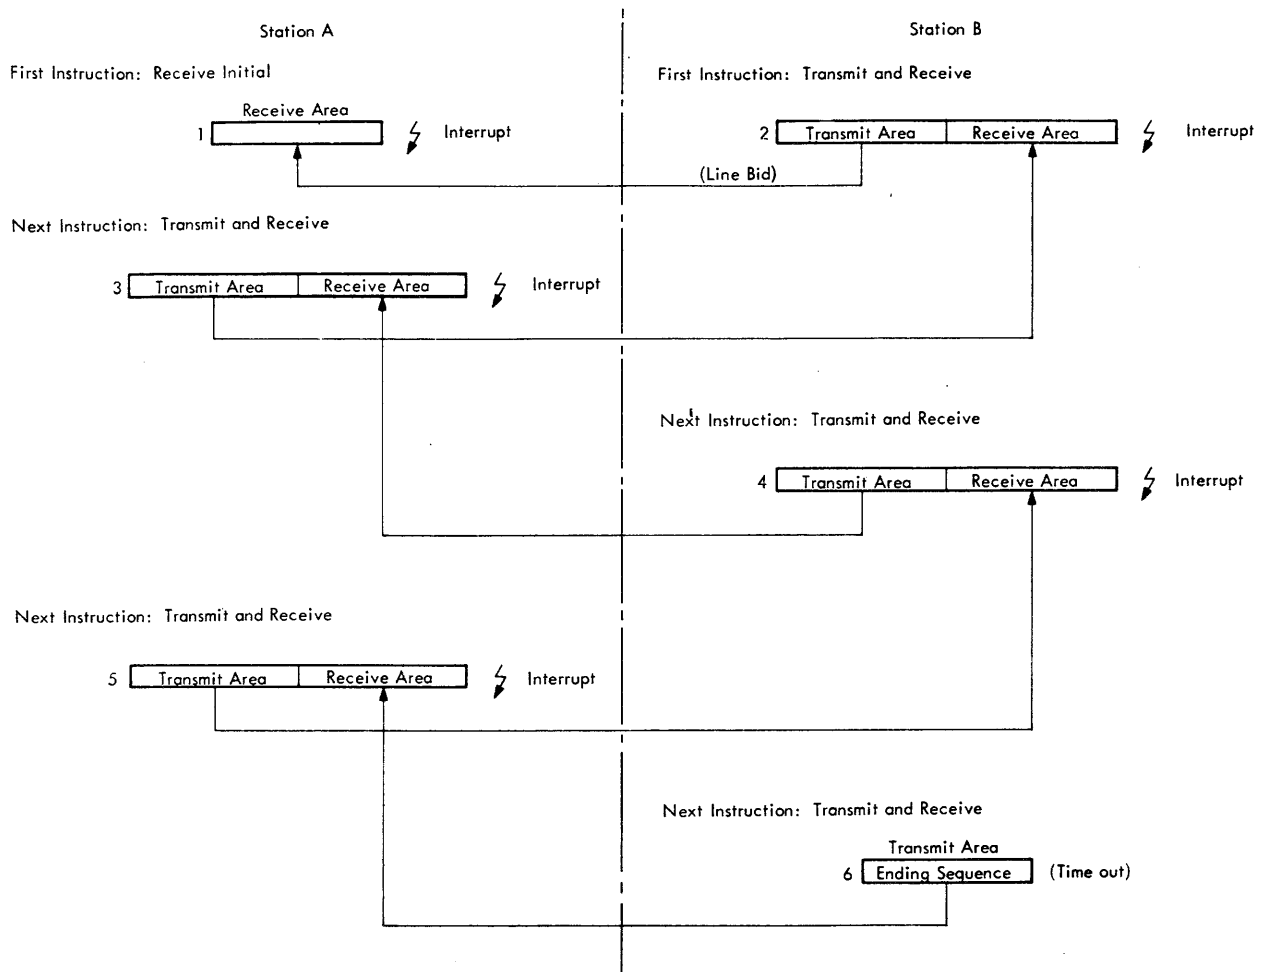 Station A
Station B
First Instruction: Receive Initial
First Instruction: Transmit and Receive
Receive Area
1
Interrupt
2 Transmit Area Receive Area
Interrupt
(Line Bid)
Next Instruction: Transmit and Receive
3 Transmit Area Receive Area
Interrupt
Next Instruction: Transmit and Receive
4 Transmit Area Receive Area
Interrupt
Next Instruction: Transmit and Receive
5 Transmit Area Receive Area
Interrupt
Next Instruction: Transmit and Receive
Transmit Area
6 Ending Sequence (Time out)